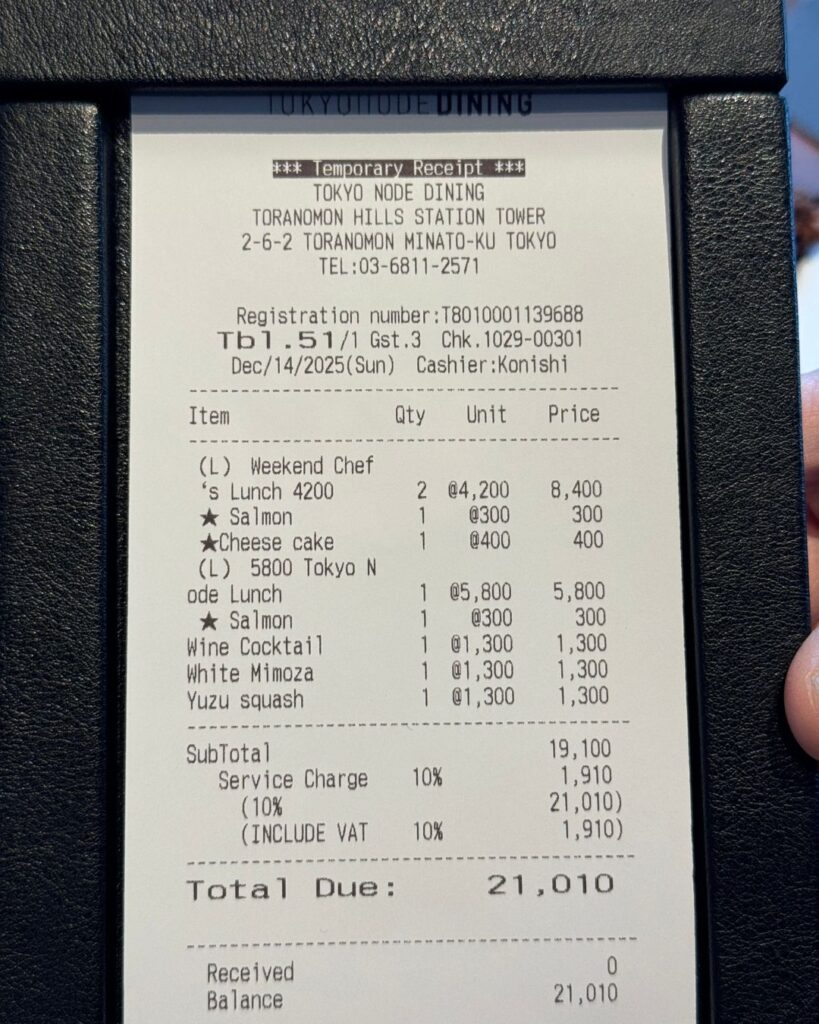 TOKYO NODE DINING
*** Temporary Receipt ***
TOKYO NODE DINING
TORANOMON HILLS STATION TOWER
2-6-2 TORANOMON MINATO-KU TOKYO
TEL:03-6811-2571
Registration number:T8010001139688
Tbl.51/1 Gst.3 Chk.1029-00301
Dec/14/2025(Sun) Cashier:Konishi
Item Qty Unit Price
(L) Weekend Chef
's Lunch 4200 2 @4,200 8,400
★ Salmon 1 @300 300
★Cheese cake 1 @400 400
(L) 5800 Tokyo N
ode Lunch 1 @5,800 5,800
★ Salmon 1 @300 300
Wine Cocktail 1 @1,300 1,300
White Mimoza 1 @1,300 1,300
Yuzu squash 1 @1,300 1,300
SubTotal 19,100
Service Charge 10% 1,910
(10% 21,010)
(INCLUDE VAT 10% 1,910)
Total Due: 21,010
Received 0
Balance 21,010